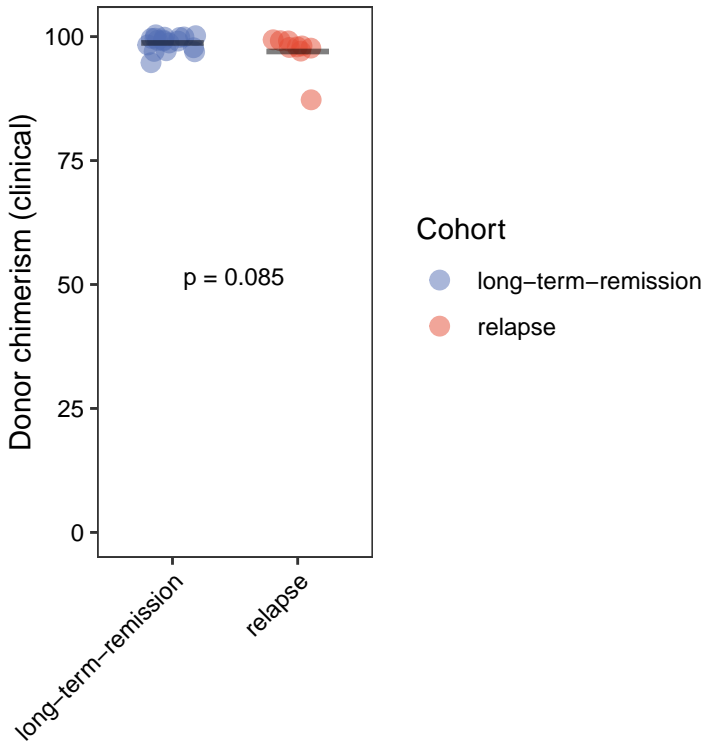 Donor chimerism (clinical)
100
75
50
25
0
p = 0.085
long−term−remission
relapse
Cohort
long−term−remission
relapse